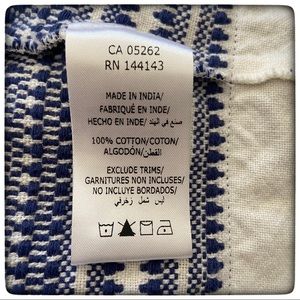 CA 05262
RN 144143
MADE IN INDIA/
FABRIQUÉ EN INDE/
HECHO EN INDE/ صنع في الهند
100% COTTON/COTON/
ALGODÓN/القطن
EXCLUDE TRIMS/
GARNITURES NON INCLUSES/
NO INCLUYE BORDADOS/
ليس شمل زخرفي